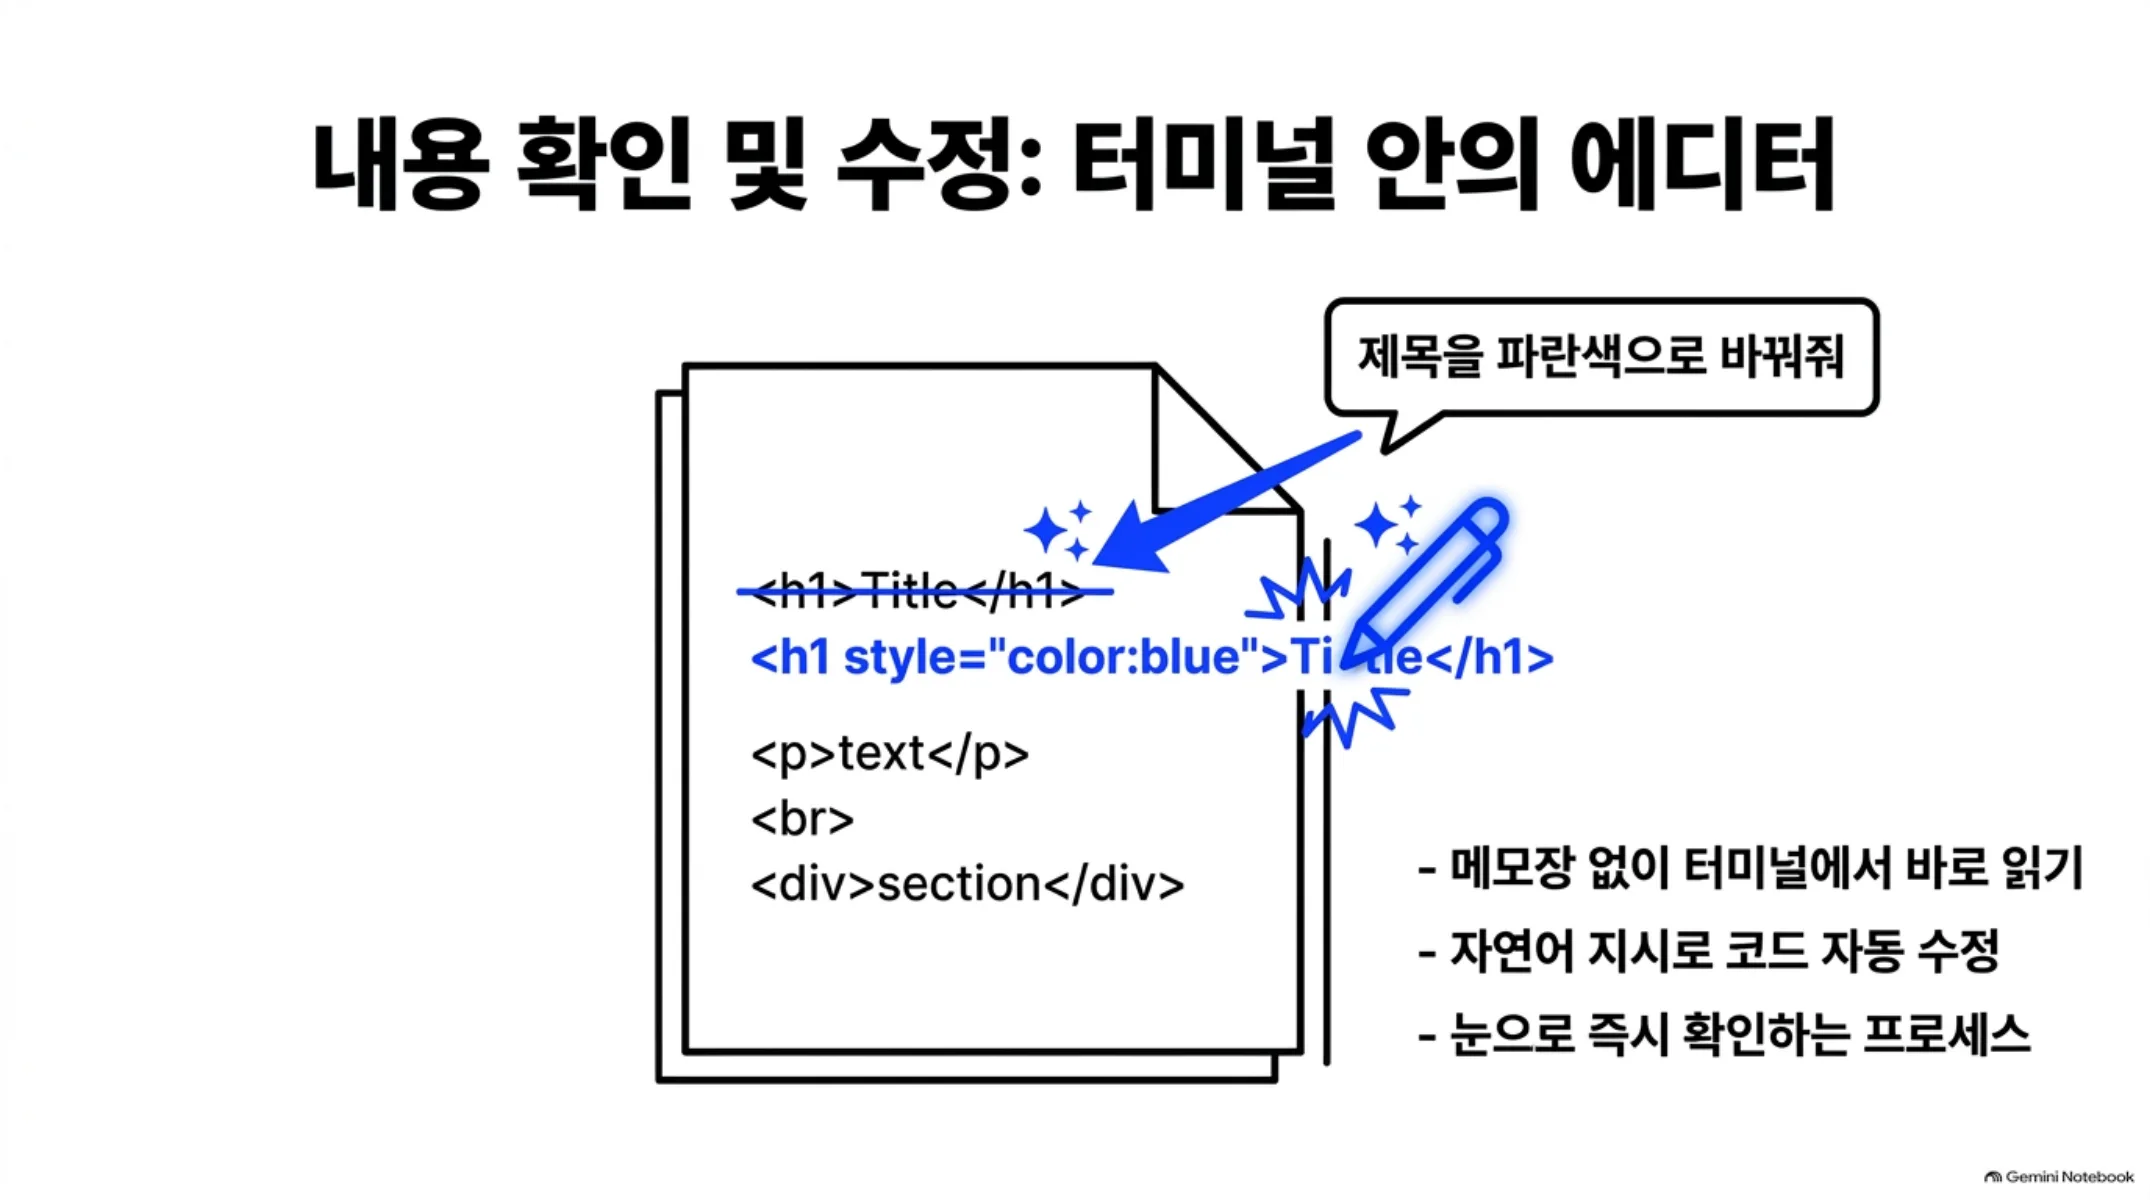 내용 확인 및 수정: 터미널 안의 에디터
제목을 파란색으로 바꿔줘
<h1>Title</h1>
<h1 style="color:blue">Title</h1>
<p>text</p>
<br>
<div>section</div>
- 메모장 없이 터미널에서 바로 읽기
- 자연어 지시로 코드 자동 수정
- 눈으로 즉시 확인하는 프로세스
Gemini Notebook